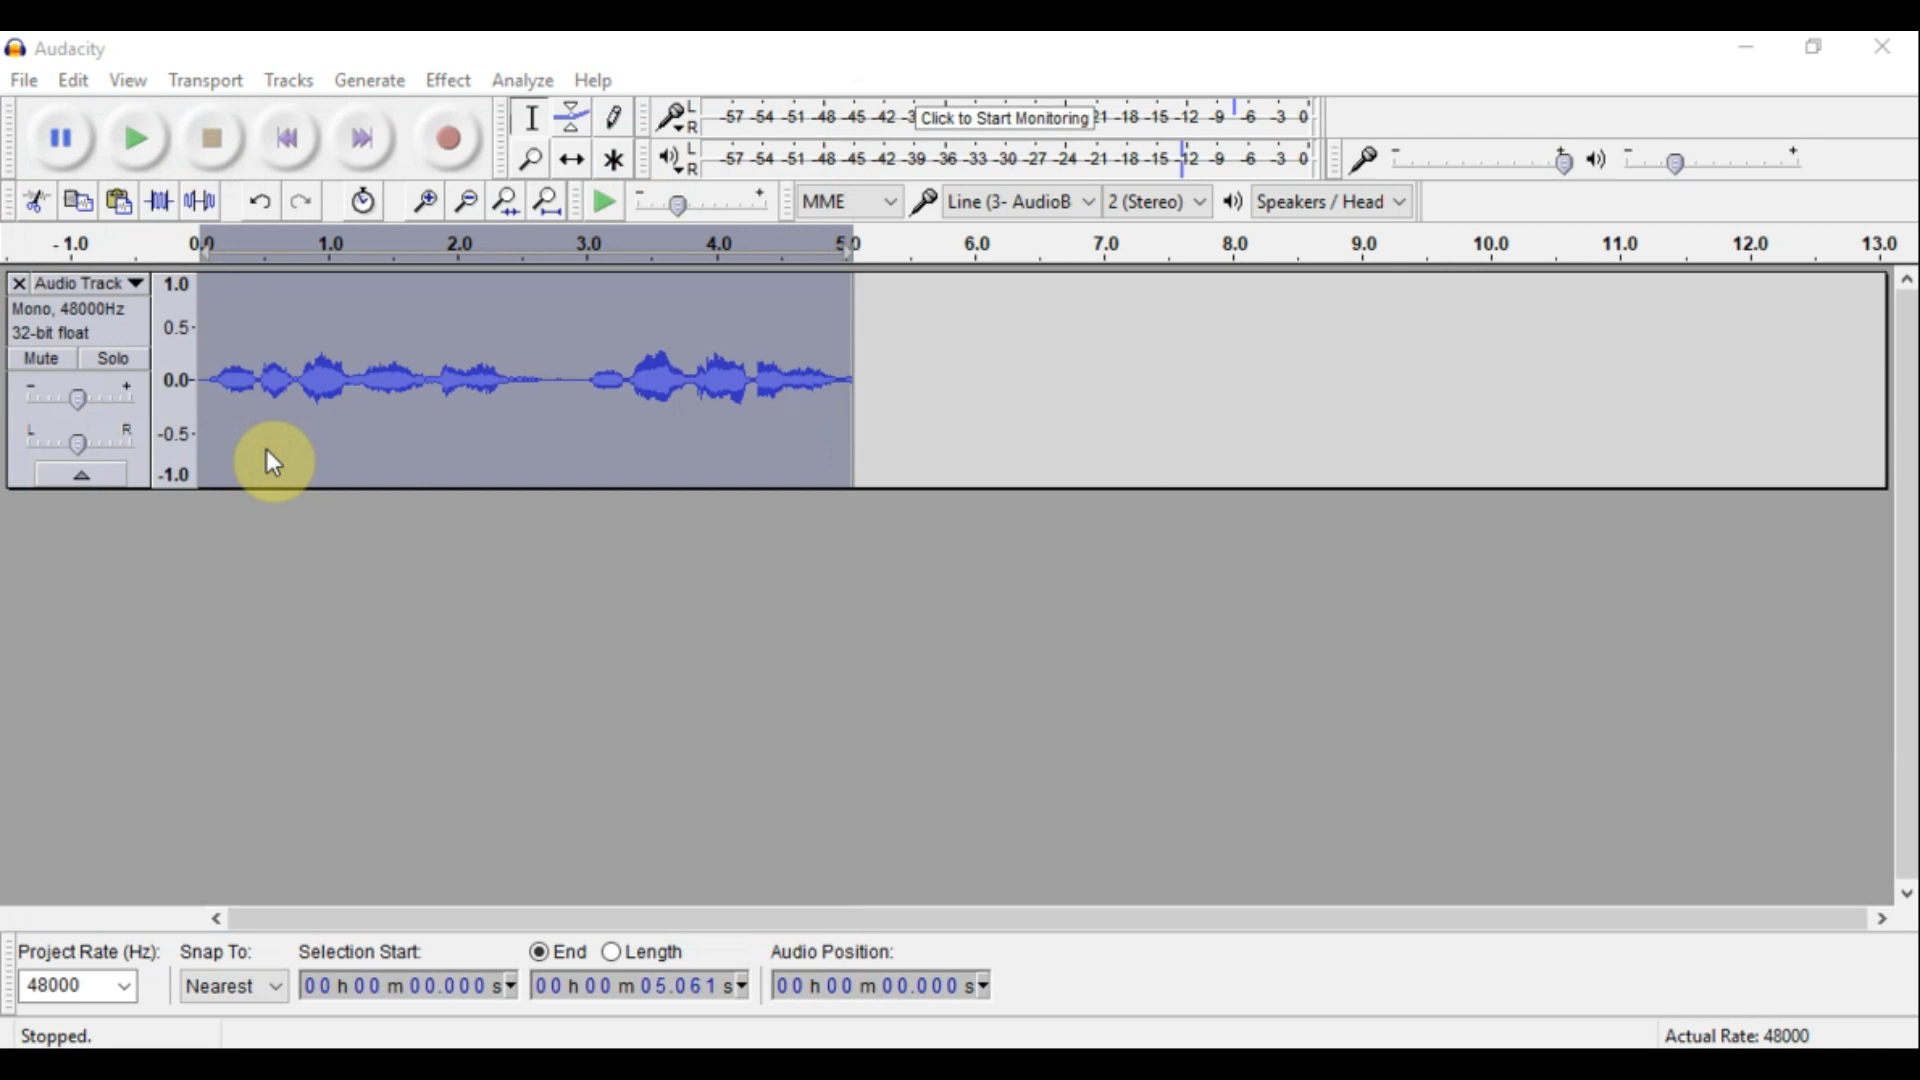 Audacity
File Edit View Transport Tracks Generate Effect Analyze Help
L
R
-57 -54 -51 -48 -45 -42 -3 Click to Start Monitoring 21 -18 -15 -12 -9 -6 -3 0
L
R
-57 -54 -51 -48 -45 -42 -39 -36 -33 -30 -27 -24 -21 -18 -15 -12 -9 -6 -3 0
- + - +
- + MME Line (3- AudioB 2 (Stereo) Speakers / Head
-1.0 0.0 1.0 2.0 3.0 4.0 5.0 6.0 7.0 8.0 9.0 10.0 11.0 12.0 13.0
Audio Track 1.0
Mono, 48000Hz
0.5
32-bit float
Mute Solo
0.0
- +
L R
-0.5
-1.0
Project Rate (Hz): Snap To: Selection Start: End Length Audio Position:
48000 Nearest 00 h 00 m 00.000 s 00 h 00 m 05.061 s 00 h 00 m 00.000 s
Stopped. Actual Rate: 48000